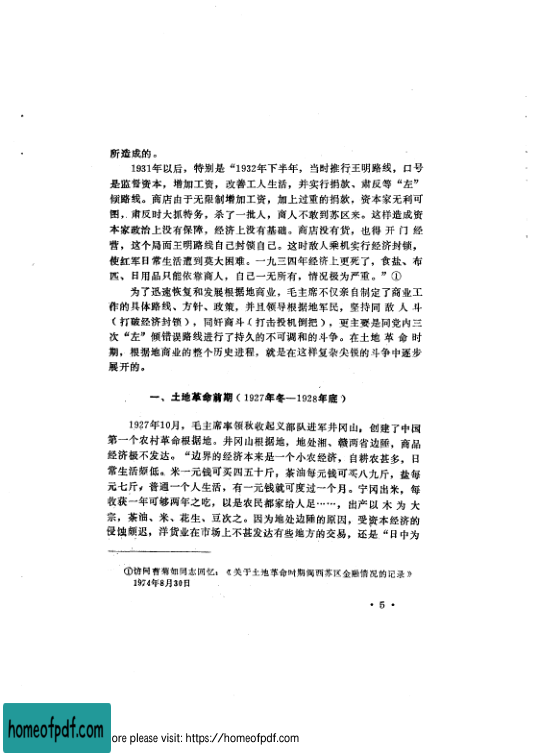 所造成的。
1931年以后，特别是“1932年下半年，当时推行王明路线，口号
是监督资本，增加工资，改善工人生活，并实行捐款、肃反等“左”
倾路线。商店由于无限制增加工资，加上过重的捐款，资本家无利可
图，肃反时大抓特务，杀了一批人，商人不敢到苏区来。这样造成资
本家政治上没有保障，经济上没有基础。商店没有货，也得开门经
营，这个局面王明路线自己封锁自己。这时敌人乘机实行经济封锁，
使红军日常生活遭到莫大困难。一九三四年经济上更死了，食盐、布
匹、日用品只能依靠商人，自己一无所有，情况极为严重。”①
为了迅速恢复和发展根据地商业，毛主席不仅亲自制定了商业工
作的具体路线、方针、政策，并且领导根据地军民，坚持同敌人斗
（打破经济封锁），同奸商斗（打击投机倒把），更主要是同党内三
次“左”倾错误路线进行了持久的不可调和的斗争。在土地革命时
期，根据地商业的整个历史进程，就是在这样复杂尖锐的斗争中逐步
展开的。
一、土地革命前期（1927年冬—1928年底）
1927年10月，毛主席率领秋收起义部队进军井冈山，创建了中国
第一个农村革命根据地。井冈山根据地，地处湘、赣两省边陲，商品
经济极不发达。“边界的经济本来是一个小农经济，自耕农甚多，日
常生活颇低。米一元钱可买四五十斤，茶油每元钱可买八九斤，盐每
元七斤，普通一个人生活，有一元钱就可度过一个月。宁冈出米，每
收获一年可够两年之吃，以是农民都家给人足……，出产以木为大
宗，茶油、米、花生、豆次之。因为地处边陲的原因，受资本经济的
侵蚀颇迟，洋货业在市场上不甚发达有些地方的交易，还是“日中为
①访问曹菊如同志回忆：《关于土地革命时期闽西苏区金融情况的记录》
1974年8月30日
• 5 •
homeofpdf.com
ore please visit: https://homeofpdf.com